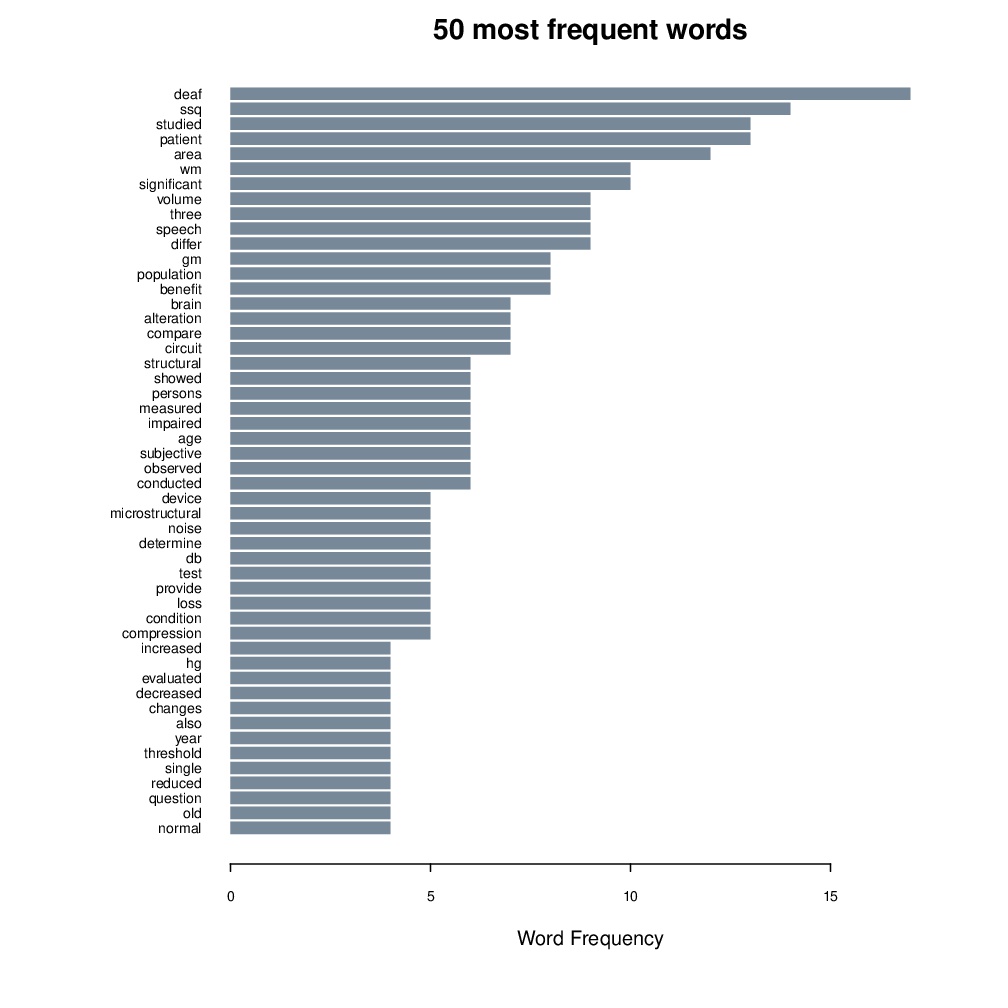 50 most frequent words
deaf
ssq
studied
patient
area
wm
significant
volume
three
speech
differ
gm
population
benefit
brain
alteration
compare
circuit
structural
showed
persons
measured
impaired
age
subjective
observed
conducted
device
microstructural
noise
determine
db
test
provide
loss
condition
compression
increased
hg
evaluated
decreased
changes
also
year
threshold
single
reduced
question
old
normal
0 5 10 15
Word Frequency